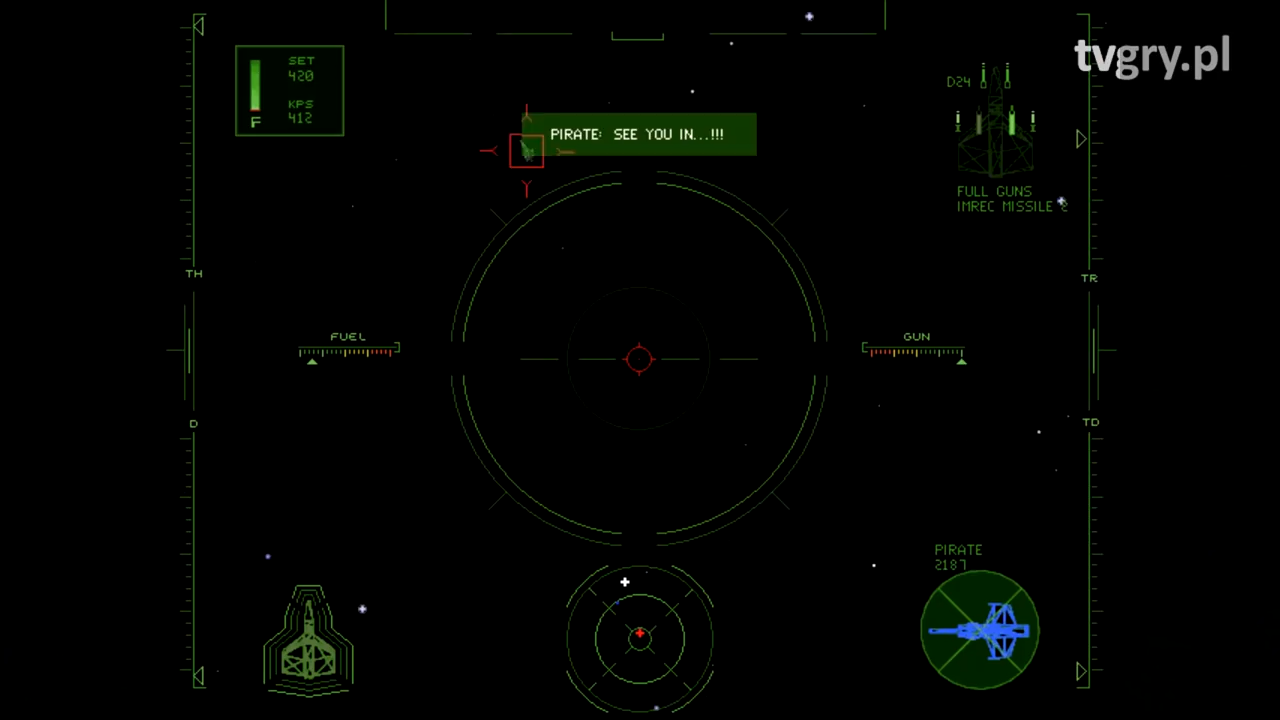 tvgry.pl
SET
420
KPS
412
F
D24
PIRATE: SEE YOU IN...!!!
FULL GUNS
IMREC MISSILE 2
TH
TR
FUEL
GUN
D
TD
PIRATE
2187